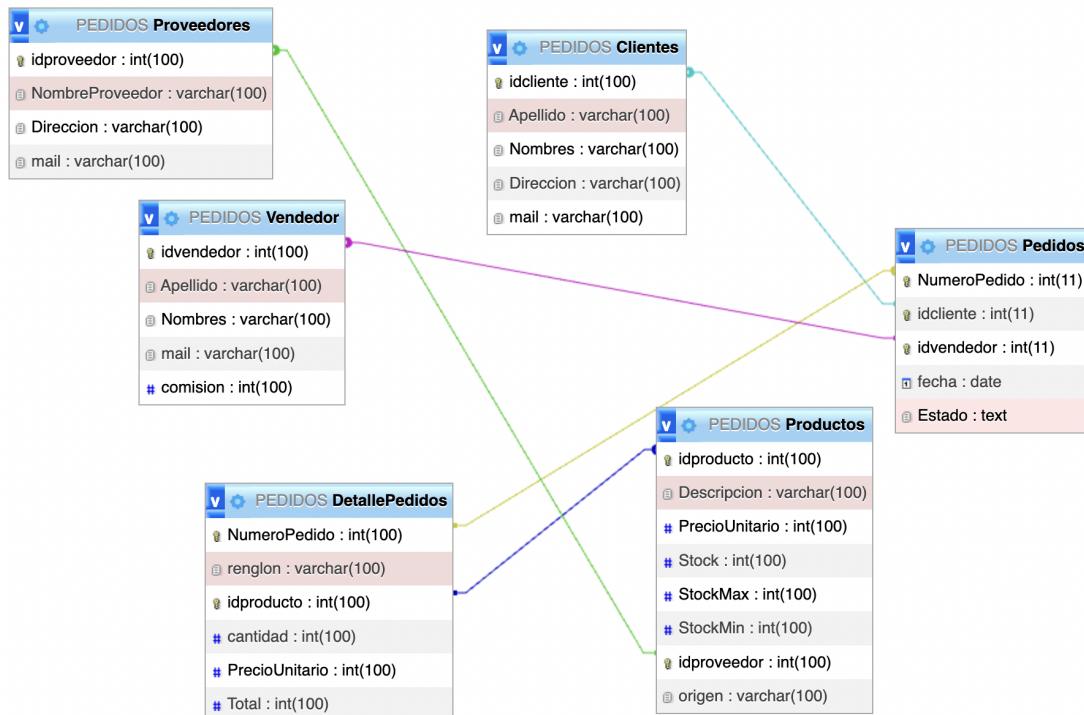 PEDIDOS Proveedores
idproveedor : int(100)
NombreProveedor : varchar(100)
Direccion : varchar(100)
mail : varchar(100)
PEDIDOS Clientes
idcliente : int(100)
Apellido : varchar(100)
Nombres : varchar(100)
Direccion : varchar(100)
mail : varchar(100)
PEDIDOS Vendedor
idvendedor : int(100)
Apellido : varchar(100)
Nombres : varchar(100)
mail : varchar(100)
comision : int(100)
PEDIDOS Pedidos
NumeroPedido : int(11)
idcliente : int(11)
idvendedor : int(11)
fecha : date
Estado : text
PEDIDOS Productos
idproducto : int(100)
Descripcion : varchar(100)
PrecioUnitario : int(100)
Stock : int(100)
StockMax : int(100)
StockMin : int(100)
idproveedor : int(100)
origen : varchar(100)
PEDIDOS DetallePedidos
NumeroPedido : int(100)
renglon : varchar(100)
idproducto : int(100)
cantidad : int(100)
PrecioUnitario : int(100)
Total : int(100)